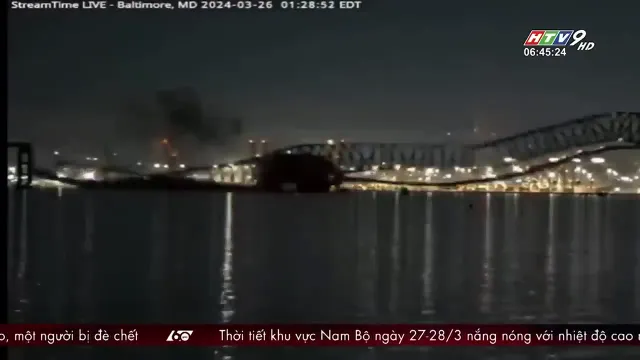 StreamTime LIVE - Baltimore, MD 2024-03-26 01:28:52 EDT
HTV9 HD
06:45:24
o, một người bị đè chết 60 Thời tiết khu vực Nam Bộ ngày 27-28/3 nắng nóng với nhiệt độ cao